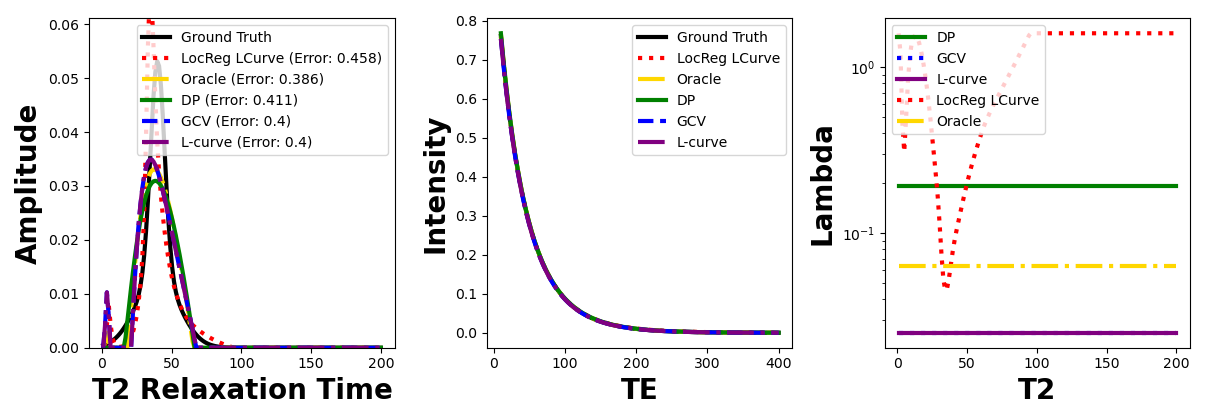 0.06
0.05
0.04
0.03
0.02
0.01
0.00
Amplitude
Ground Truth
LocReg LCurve (Error: 0.458)
Oracle (Error: 0.386)
DP (Error: 0.411)
GCV (Error: 0.4)
L-curve (Error: 0.4)
0 50 100 150 200
T2 Relaxation Time
0.8
0.7
0.6
0.5
0.4
0.3
0.2
0.1
0.0
Intensity
Ground Truth
LocReg LCurve
Oracle
DP
GCV
L-curve
0 100 200 300 400
TE
10⁰
10⁻¹
Lambda
DP
GCV
L-curve
LocReg LCurve
Oracle
0 50 100 150 200
T2